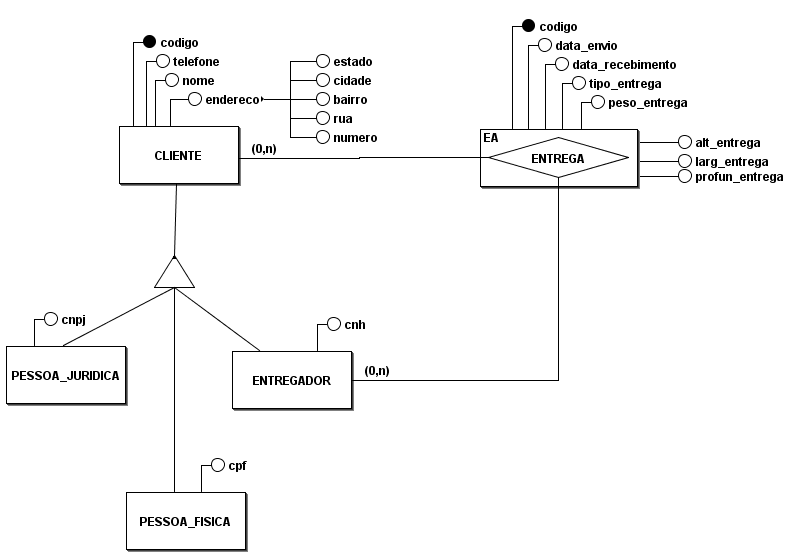 codigo
telefone
nome
endereco
estado
cidade
bairro
rua
numero
CLIENTE
(0,n)
codigo
data_envio
data_recebimento
tipo_entrega
peso_entrega
EA
ENTREGA
alt_entrega
larg_entrega
profun_entrega
cnpj
PESSOA_JURIDICA
cnh
ENTREGADOR
(0,n)
cpf
PESSOA_FISICA